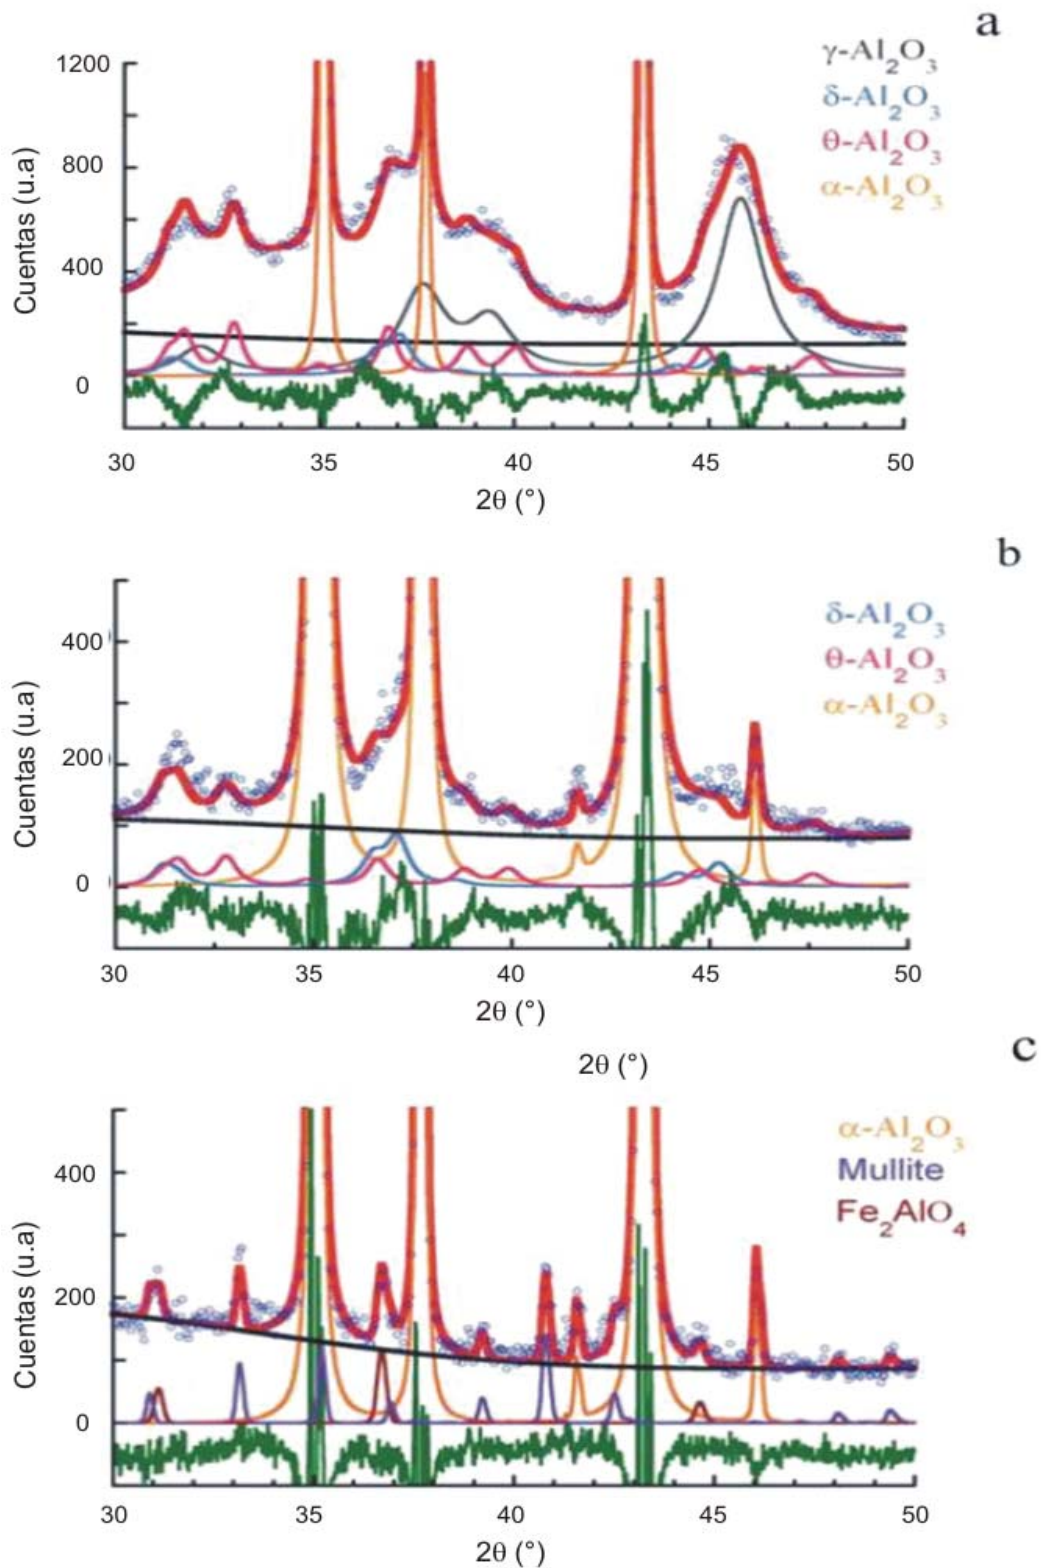 a
γ-Al₂O₃
δ-Al₂O₃
θ-Al₂O₃
α-Al₂O₃
Cuentas (u.a)
1200
800
400
0
30 35 40 45 50
2θ (°)
b
δ-Al₂O₃
θ-Al₂O₃
α-Al₂O₃
Cuentas (u.a)
400
200
0
30 35 40 45 50
2θ (°)
2θ (°)
c
α-Al₂O₃
Mullite
Fe₂AlO₄
Cuentas (u.a)
400
200
0
30 35 40 45 50
2θ (°)